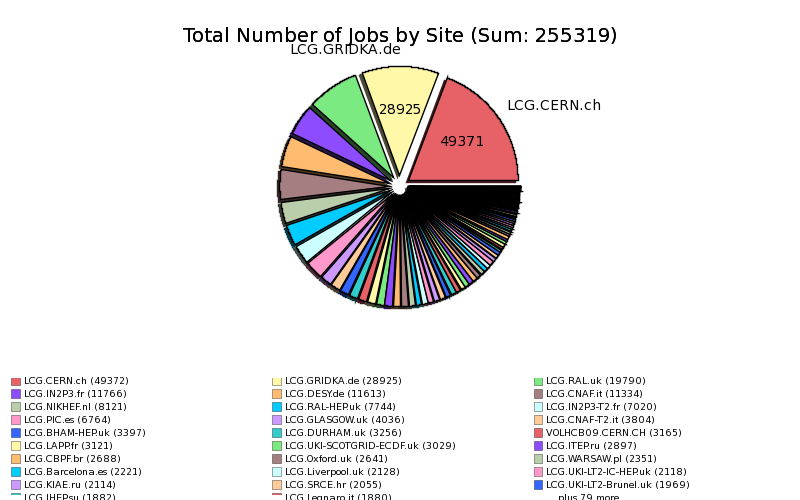 Total Number of Jobs by Site (Sum: 255319)
LCG.GRIDKA.de
LCG.CERN.ch
28925
49371
LCG.CERN.ch (49372) LCG.GRIDKA.de (28925) LCG.RAL.uk (19790)
LCG.IN2P3.fr (11766) LCG.DESY.de (11613) LCG.CNAF.it (11334)
LCG.NIKHEF.nl (8121) LCG.RAL-HEP.uk (7744) LCG.IN2P3-T2.fr (7020)
LCG.PIC.es (6764) LCG.GLASGOW.uk (4036) LCG.CNAF-T2.it (3804)
LCG.BHAM-HEP.uk (3397) LCG.DURHAM.uk (3256) VOLHCB09.CERN.CH (3165)
LCG.LAPP.fr (3121) LCG.UKI-SCOTGRID-ECDF.uk (3029) LCG.ITEP.ru (2897)
LCG.CBPF.br (2688) LCG.Oxford.uk (2641) LCG.WARSAW.pl (2351)
LCG.Barcelona.es (2221) LCG.Liverpool.uk (2128) LCG.UKI-LT2-IC-HEP.uk (2118)
LCG.KIAE.ru (2114) LCG.SRCE.hr (2055) LCG.UKI-LT2-Brunel.uk (1969)
LCG.IHEP.su (1882) LCG.Legnaro.it (1880) ... plus 79 more